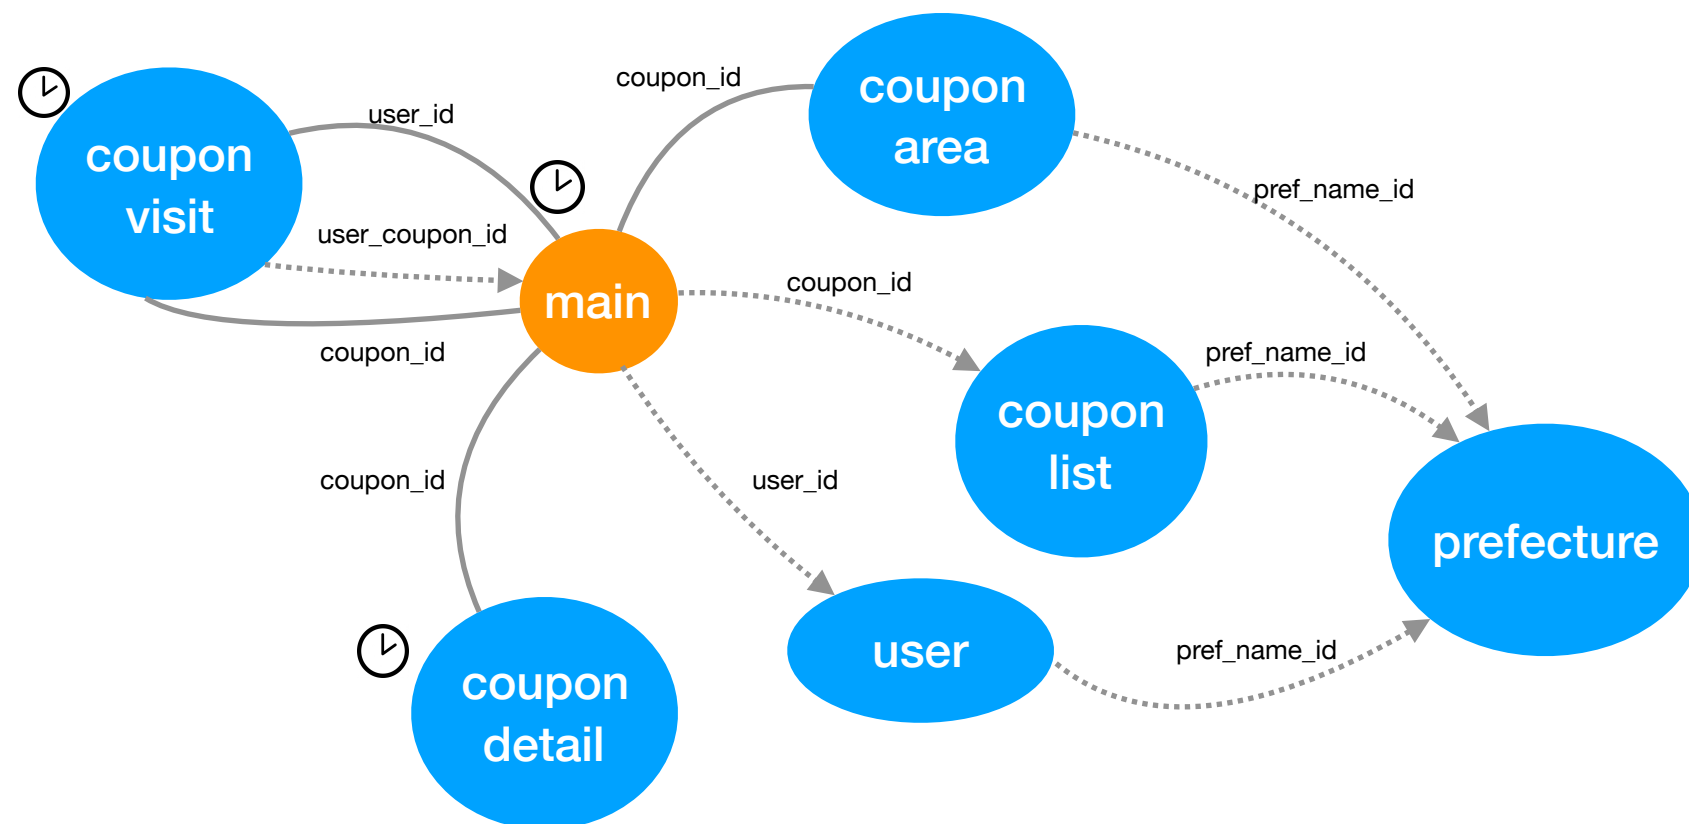 coupon_id
coupon
area
user_id
coupon
visit
pref_name_id
user_coupon_id
coupon_id
main
coupon_id
pref_name_id
coupon
list
coupon_id
user_id
prefecture
user
pref_name_id
coupon
detail